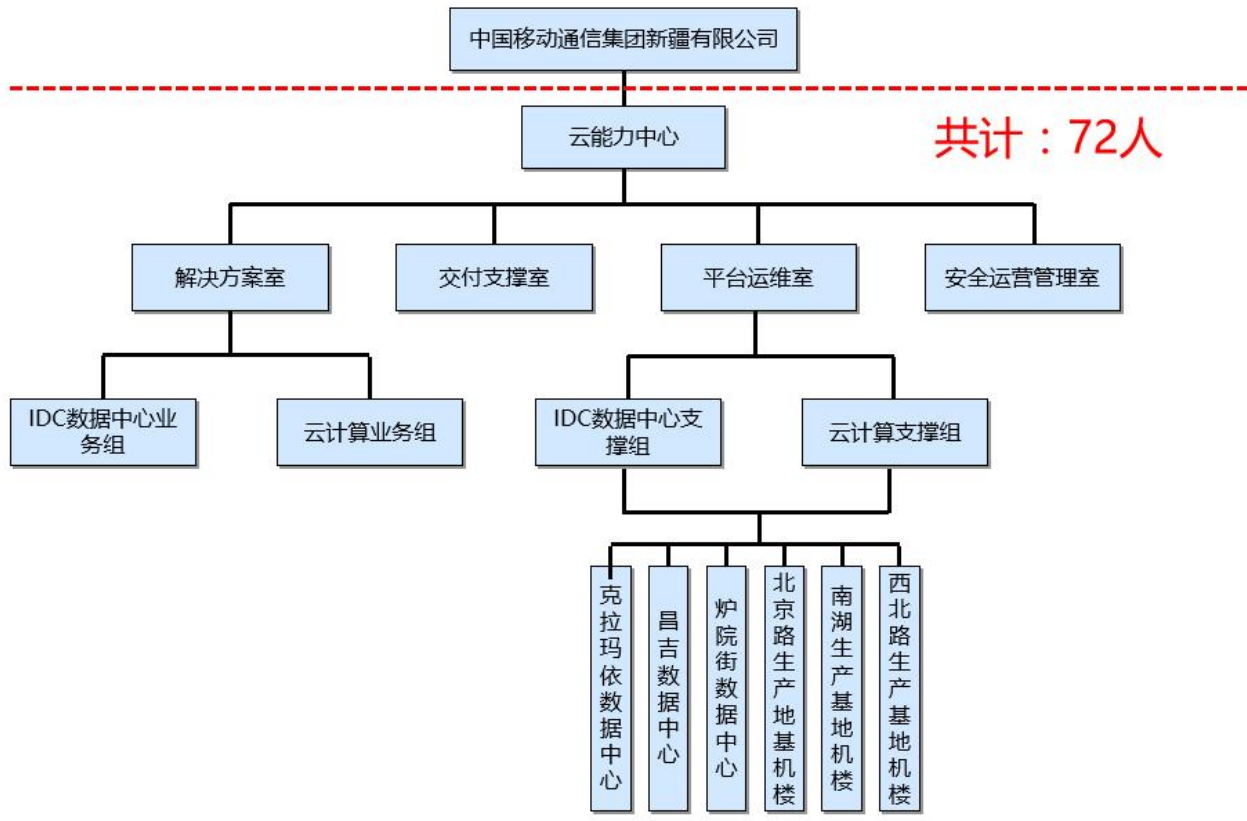 中国移动通信集团新疆有限公司
云能力中心
共计：72人
解决方案室
交付支撑室
平台运维室
安全运营管理室
IDC数据中心业
务组
云计算业务组
IDC数据中心支
撑组
云计算支撑组
克拉玛依数据中心
昌吉数据中心
炉院街数据中心
北京路生产地基机楼
南湖生产基地机楼
西北路生产基地机楼